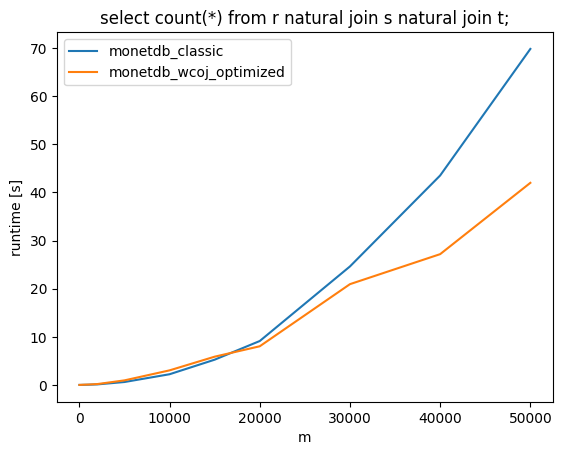 select count(*) from r natural join s natural join t;
monetdb_classic
monetdb_wcoj_optimized
70
60
50
40
30
20
10
0
runtime [s]
0 10000 20000 30000 40000 50000
m